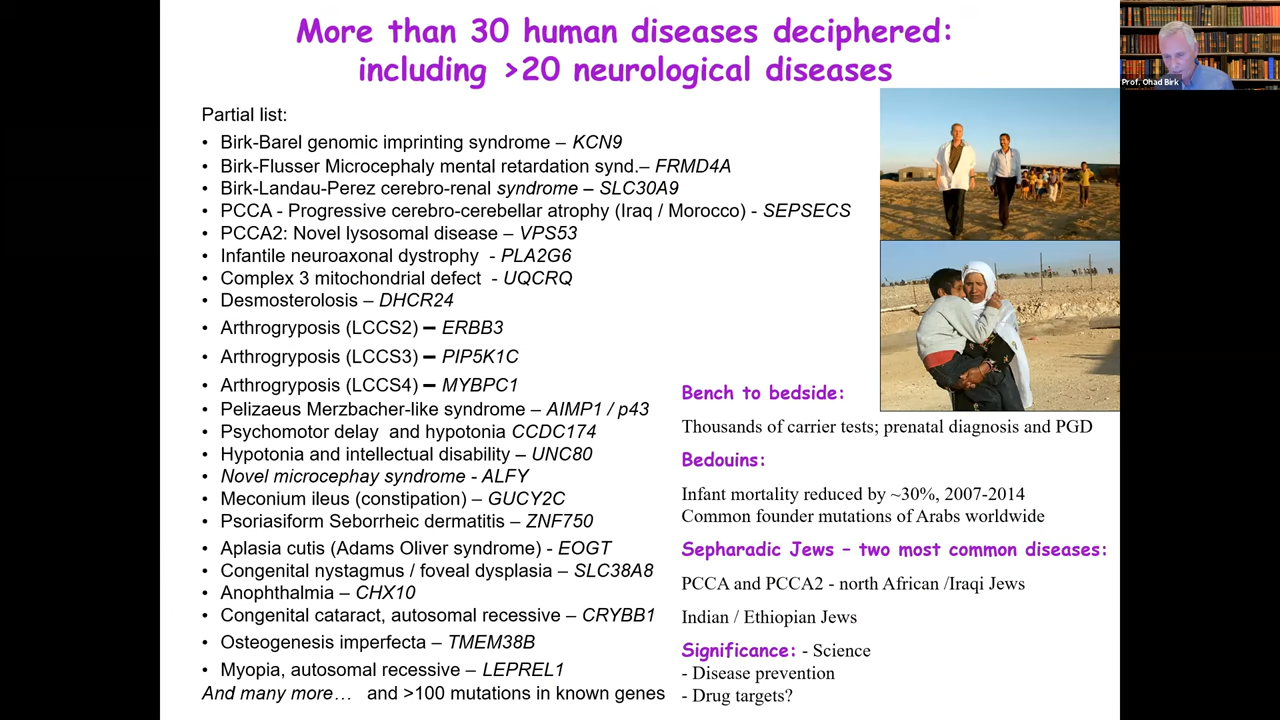 More than 30 human diseases deciphered:
including >20 neurological diseases
Prof. Ohad Birk
Partial list:
• Birk-Barel genomic imprinting syndrome – KCN9
• Birk-Flusser Microcephaly mental retardation synd.– FRMD4A
• Birk-Landau-Perez cerebro-renal syndrome – SLC30A9
• PCCA - Progressive cerebro-cerebellar atrophy (Iraq / Morocco) - SEPSECS
• PCCA2: Novel lysosomal disease – VPS53
• Infantile neuroaxonal dystrophy - PLA2G6
• Complex 3 mitochondrial defect - UQCRQ
• Desmosterolosis – DHCR24
• Arthrogryposis (LCCS2) – ERBB3
• Arthrogryposis (LCCS3) – PIP5K1C
• Arthrogryposis (LCCS4) – MYBPC1
• Pelizaeus Merzbacher-like syndrome – AIMP1 / p43
• Psychomotor delay and hypotonia CCDC174
• Hypotonia and intellectual disability – UNC80
• Novel microcephay syndrome - ALFY
• Meconium ileus (constipation) – GUCY2C
• Psoriasiform Seborrheic dermatitis – ZNF750
• Aplasia cutis (Adams Oliver syndrome) - EOGT
• Congenital nystagmus / foveal dysplasia – SLC38A8
• Anophthalmia – CHX10
• Congenital cataract, autosomal recessive – CRYBB1
• Osteogenesis imperfecta – TMEM38B
• Myopia, autosomal recessive – LEPREL1
And many more… and >100 mutations in known genes
Bench to bedside:
Thousands of carrier tests; prenatal diagnosis and PGD
Bedouins:
Infant mortality reduced by ~30%, 2007-2014
Common founder mutations of Arabs worldwide
Sepharadic Jews – two most common diseases:
PCCA and PCCA2 - north African /Iraqi Jews
Indian / Ethiopian Jews
Significance: - Science
- Disease prevention
- Drug targets?